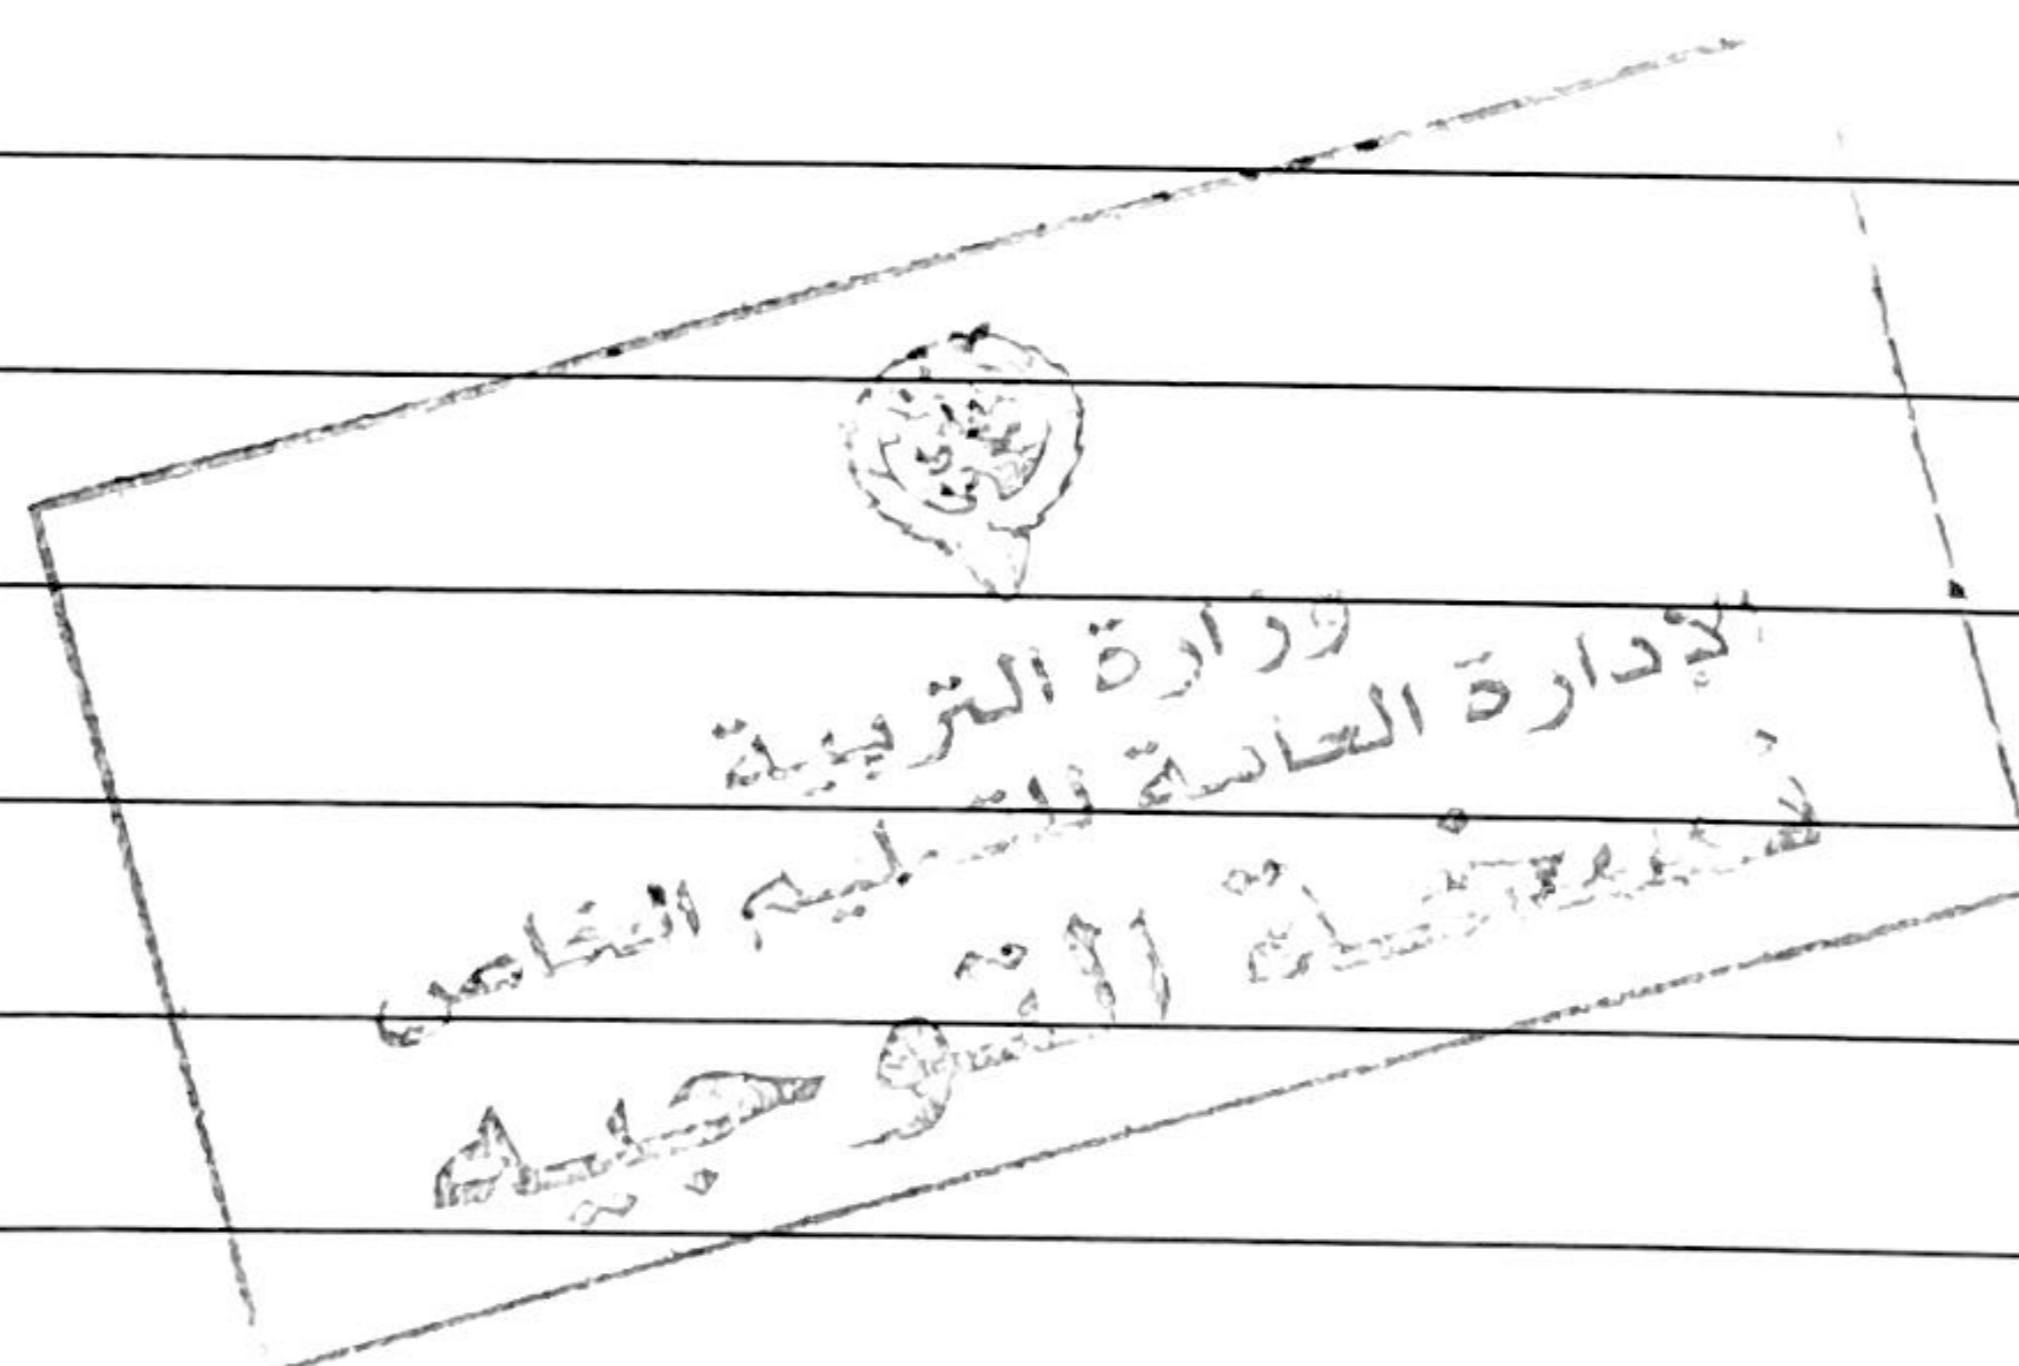 وزارة التربية
الإدارة العامة للتعليم الخاص
التوجيه